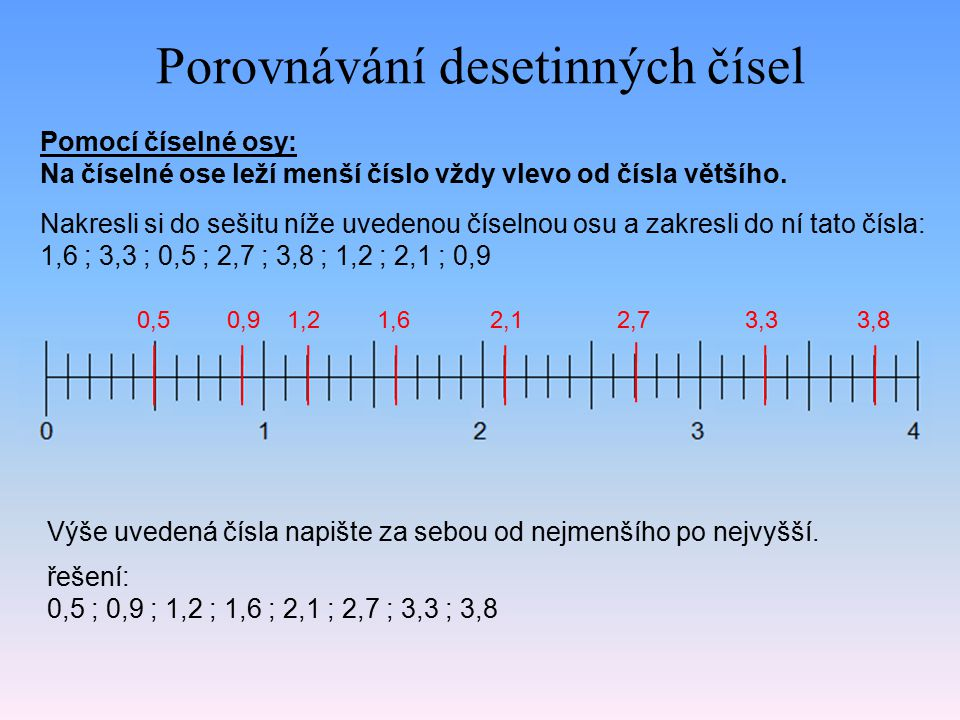 Porovnávání desetinných čísel
Pomocí číselné osy:
Na číselné ose leží menší číslo vždy vlevo od čísla většího.
Nakresli si do sešitu níže uvedenou číselnou osu a zakresli do ní tato čísla:
1,6 ; 3,3 ; 0,5 ; 2,7 ; 3,8 ; 1,2 ; 2,1 ; 0,9
0,5 0,9 1,2 1,6 2,1 2,7 3,3 3,8
0 1 2 3 4
Výše uvedená čísla napište za sebou od nejmenšího po nejvyšší.
řešení:
0,5 ; 0,9 ; 1,2 ; 1,6 ; 2,1 ; 2,7 ; 3,3 ; 3,8